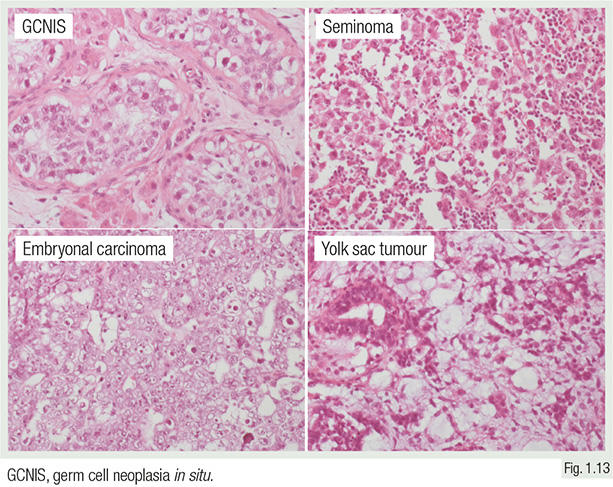 GCNIS
Seminoma
Embryonal carcinoma
Yolk sac tumour
GCNIS, germ cell neoplasia in situ.
Fig. 1.13